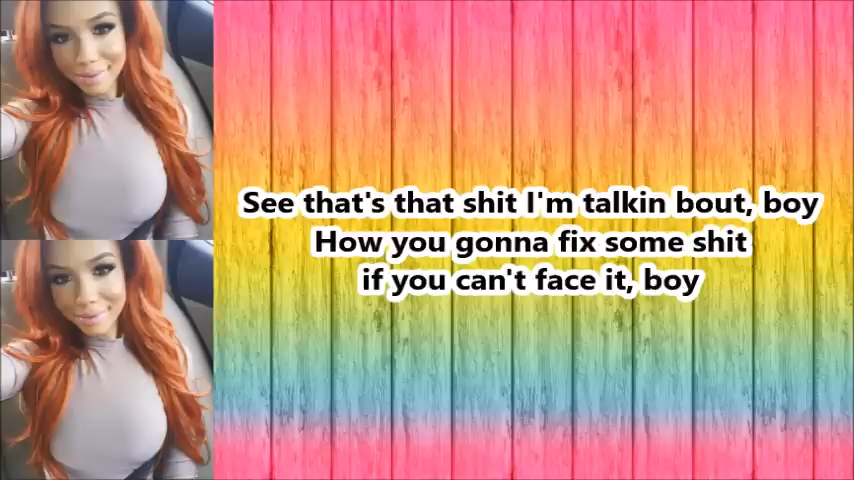 See that's that shit I'm talkin bout, boy
How you gonna fix some shit
if you can't face it, boy